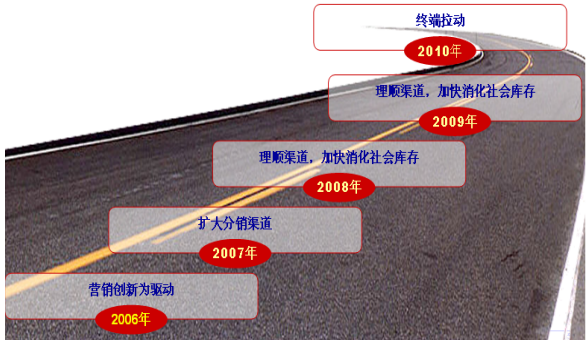 终端拉动
2010年
理顺渠道，加快消化社会库存
2009年
理顺渠道，加快消化社会库存
2008年
扩大分销渠道
2007年
营销创新为驱动
2006年